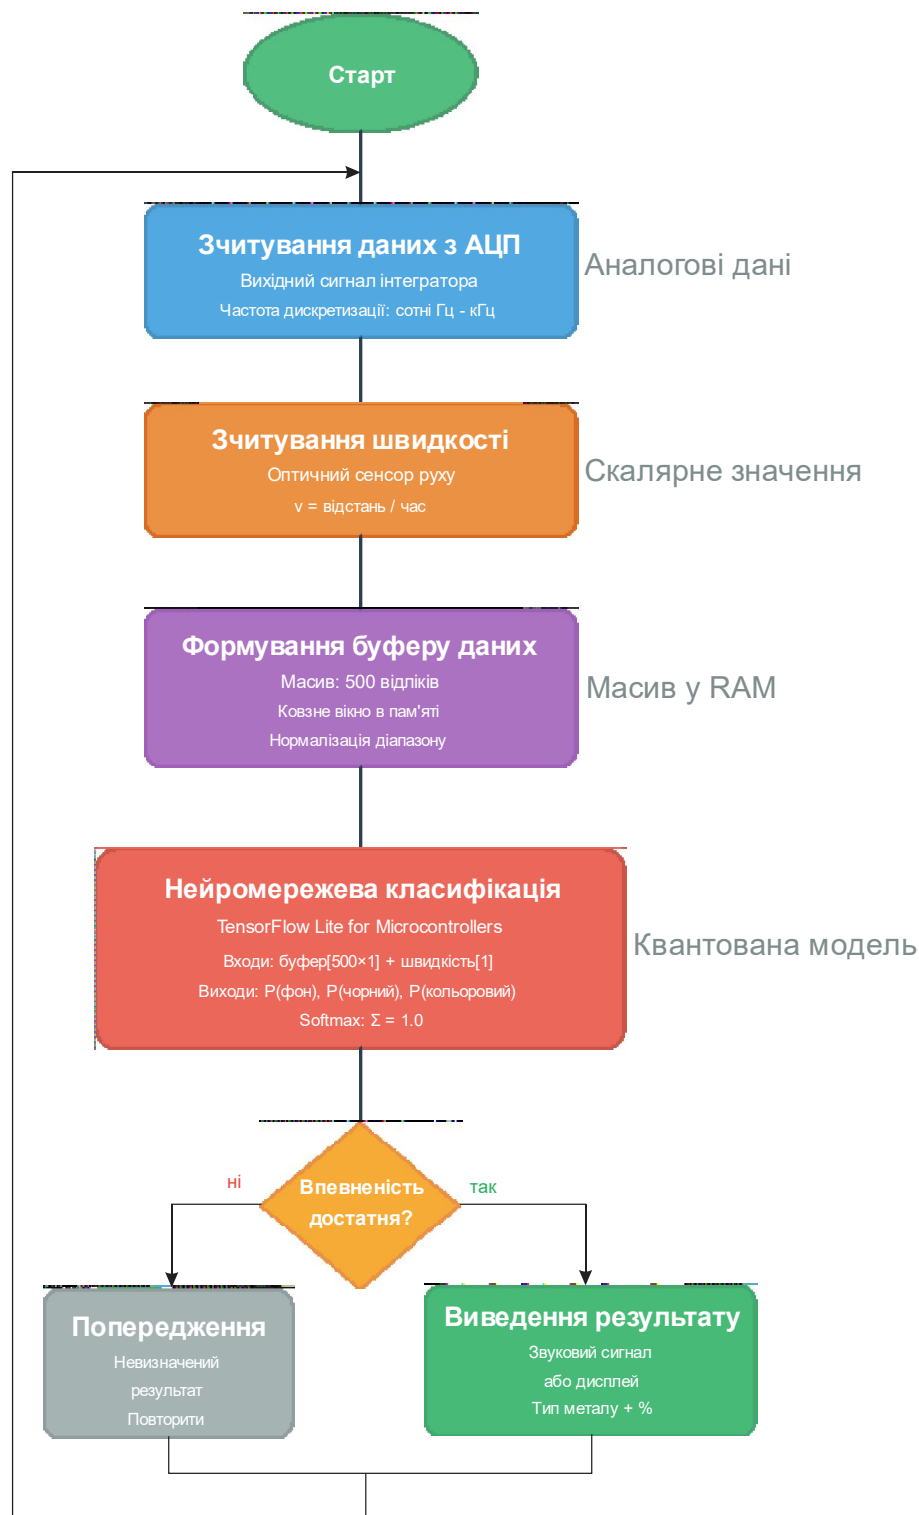 Старт
Зчитування даних з АЦП
Вихідний сигнал інтегратора
Частота дискретизації: сотні Гц - кГц
Аналогові дані
Зчитування швидкості
Оптичний сенсор руху
v = відстань / час
Скалярне значення
Формування буферу даних
Масив: 500 відліків
Ковзне вікно в пам'яті
Нормалізація діапазону
Масив у RAM
Нейромережева класифікація
TensorFlow Lite for Microcontrollers
Входи: буфер[500×1] + швидкість[1]
Виходи: P(фон), P(чорний), P(кольоровий)
Softmax: Σ = 1.0
Квантована модель
Впевненість
достатня?
ні
так
Попередження
Невизначений
результат
Повторити
Виведення результату
Звуковий сигнал
або дисплей
Тип металу + %